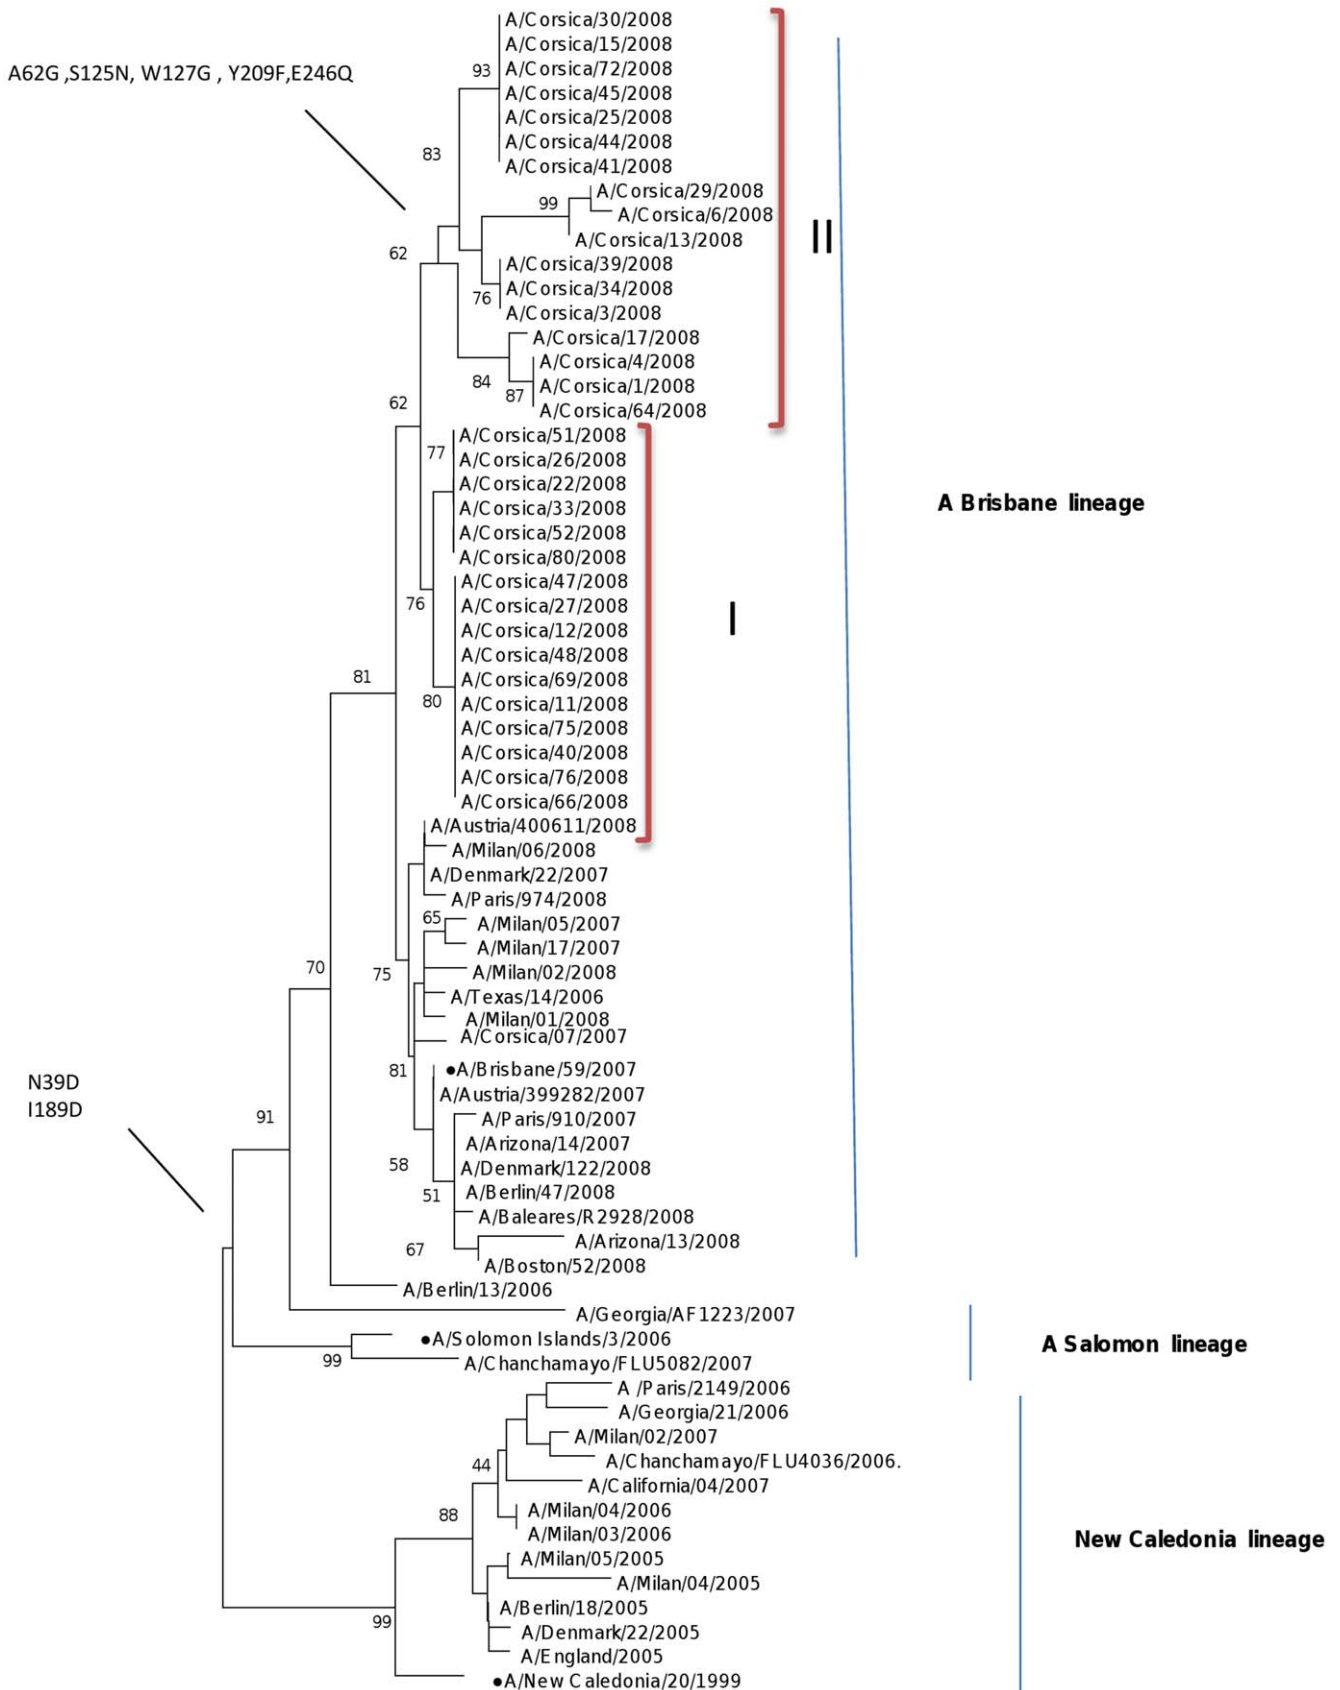 A/Corsica/30/2008
A/Corsica/15/2008
A62G ,S125N, W127G , Y209F,E246Q
93
A/Corsica/72/2008
A/Corsica/45/2008
A/Corsica/25/2008
A/Corsica/44/2008
83
A/Corsica/41/2008
A/Corsica/29/2008
99
A/Corsica/6/2008
A/Corsica/13/2008
II
62
A/Corsica/39/2008
A/Corsica/34/2008
76
A/Corsica/3/2008
A/Corsica/17/2008
A/Corsica/4/2008
84
A/Corsica/1/2008
87
A/Corsica/64/2008
62
A/Corsica/51/2008
77
A/Corsica/26/2008
A/Corsica/22/2008
A Brisbane lineage
A/Corsica/33/2008
A/Corsica/52/2008
A/Corsica/80/2008
A/Corsica/47/2008
76
A/Corsica/27/2008
I
A/Corsica/12/2008
A/Corsica/48/2008
81
A/Corsica/69/2008
80
A/Corsica/11/2008
A/Corsica/75/2008
A/Corsica/40/2008
A/Corsica/76/2008
A/Corsica/66/2008
A/Austria/400611/2008
A/Milan/06/2008
A/Denmark/22/2007
A/Paris/974/2008
65
A/Milan/05/2007
A/Milan/17/2007
70
75
A/Milan/02/2008
A/Texas/14/2006
A/Milan/01/2008
A/Corsica/07/2007
81
●A/Brisbane/59/2007
N39D
I189D
A/Austria/399282/2007
91
A/Paris/910/2007
A/Arizona/14/2007
58
A/Denmark/122/2008
51
A/Berlin/47/2008
A/Baleares/R2928/2008
67
A/Arizona/13/2008
A/Boston/52/2008
A/Berlin/13/2006
A/Georgia/AF1223/2007
●A/Solomon Islands/3/2006
A Salomon lineage
99
A/Chanchamayo/FLU5082/2007
A /Paris/2149/2006
A/Georgia/21/2006
A/Milan/02/2007
44
A/Chanchamayo/FLU4036/2006.
A/California/04/2007
88
A/Milan/04/2006
A/Milan/03/2006
New Caledonia lineage
A/Milan/05/2005
A/Milan/04/2005
A/Berlin/18/2005
99
A/Denmark/22/2005
A/England/2005
●A/New Caledonia/20/1999